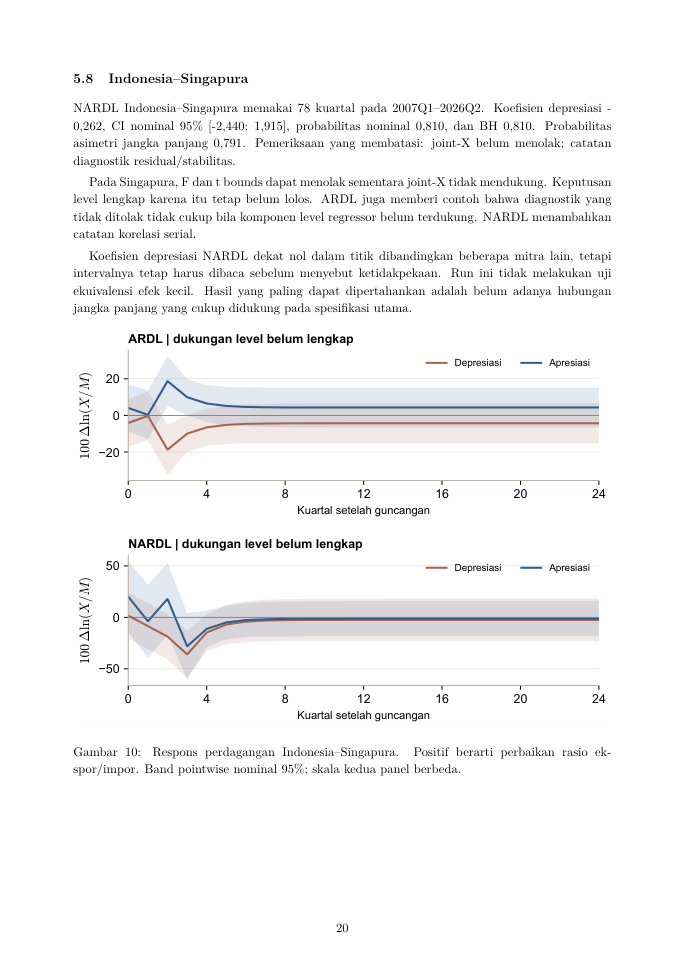 5.8 Indonesia–Singapura
NARDL Indonesia–Singapura memakai 78 kuartal pada 2007Q1–2026Q2. Koefisien depresiasi -
0,262, CI nominal 95% [-2,440; 1,915], probabilitas nominal 0,810, dan BH 0,810. Probabilitas
asimetri jangka panjang 0,791. Pemeriksaan yang membatasi: joint-X belum menolak; catatan
diagnostik residual/stabilitas.
Pada Singapura, F dan t bounds dapat menolak sementara joint-X tidak mendukung. Keputusan
level lengkap karena itu tetap belum lolos. ARDL juga memberi contoh bahwa diagnostik yang
tidak ditolak tidak cukup bila komponen level regressor belum terdukung. NARDL menambahkan
catatan korelasi serial.
Koefisien depresiasi NARDL dekat nol dalam titik dibandingkan beberapa mitra lain, tetapi
intervalnya tetap harus dibaca sebelum menyebut ketidakpekaan. Run ini tidak melakukan uji
ekuivalensi efek kecil. Hasil yang paling dapat dipertahankan adalah belum adanya hubungan
jangka panjang yang cukup didukung pada spesifikasi utama.
ARDL | dukungan level belum lengkap
Depresiasi Apresiasi
100 Δln(X/M)
20
0
−20
0 4 8 12 16 20 24
Kuartal setelah guncangan
NARDL | dukungan level belum lengkap
Depresiasi Apresiasi
100 Δln(X/M)
50
0
−50
0 4 8 12 16 20 24
Kuartal setelah guncangan
Gambar 10: Respons perdagangan Indonesia–Singapura. Positif berarti perbaikan rasio ek-
spor/impor. Band pointwise nominal 95%; skala kedua panel berbeda.
20